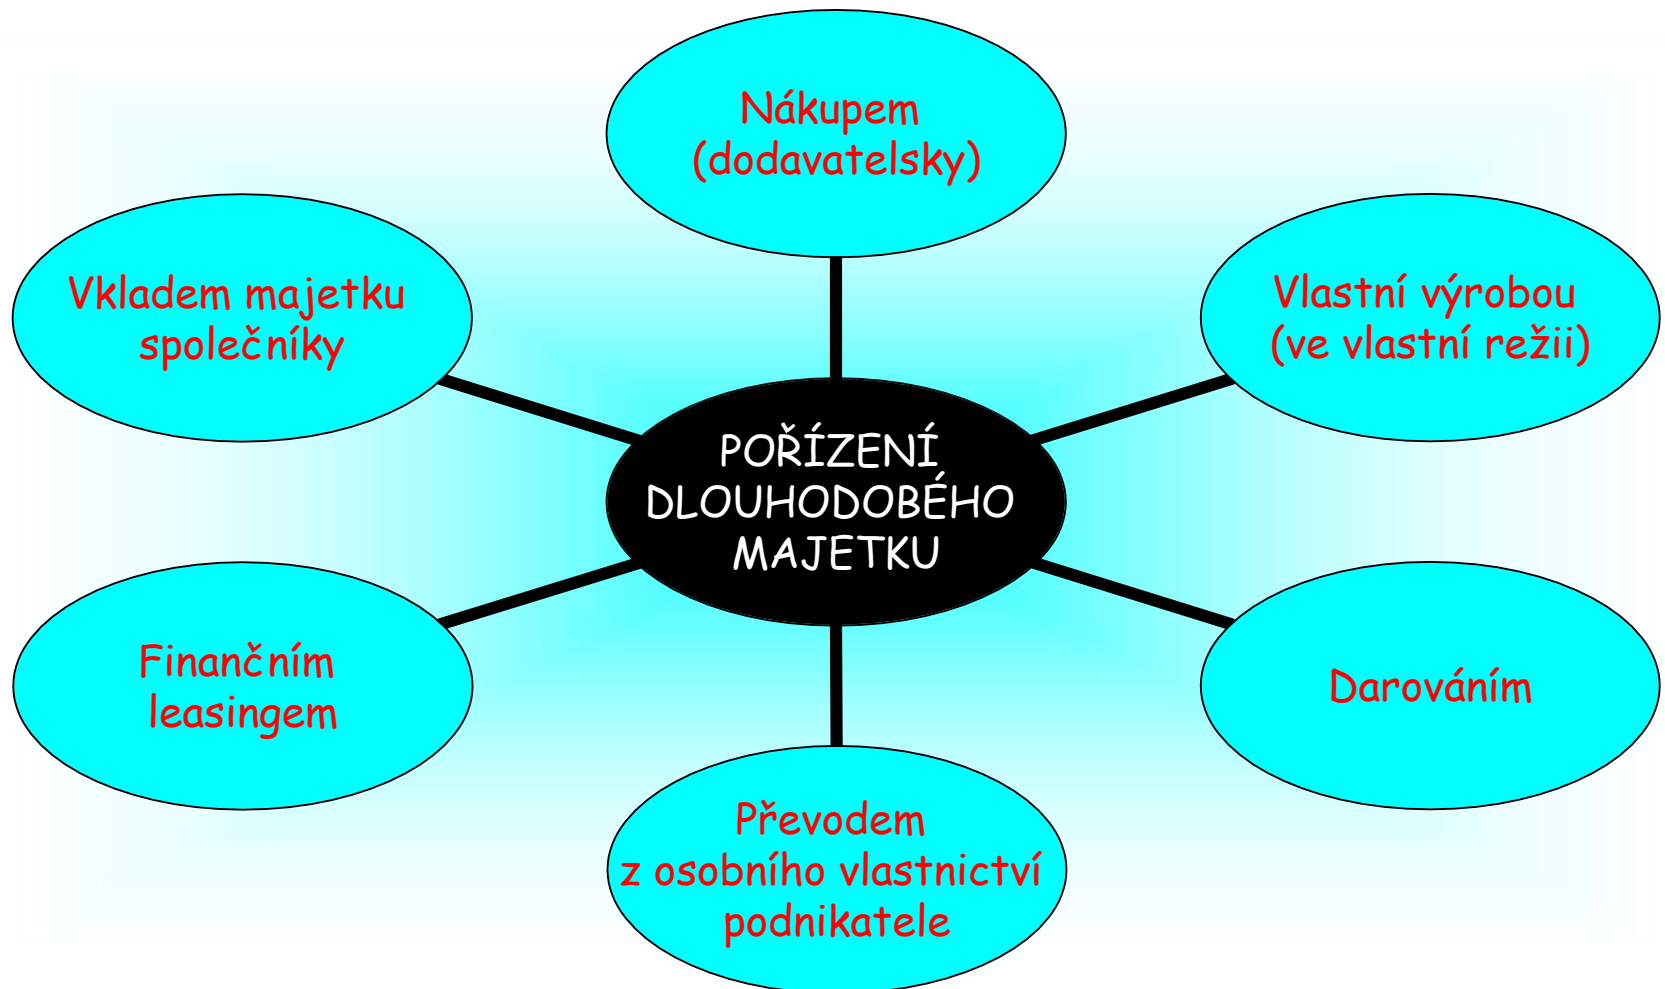 Nákupem
(dodavatelsky)
Vkladem majetku
společníky
Vlastní výrobou
(ve vlastní režii)
POŘÍZENÍ
DLOUHODOBÉHO
MAJETKU
Finančním
leasingem
Darováním
Převodem
z osobního vlastnictví
podnikatele